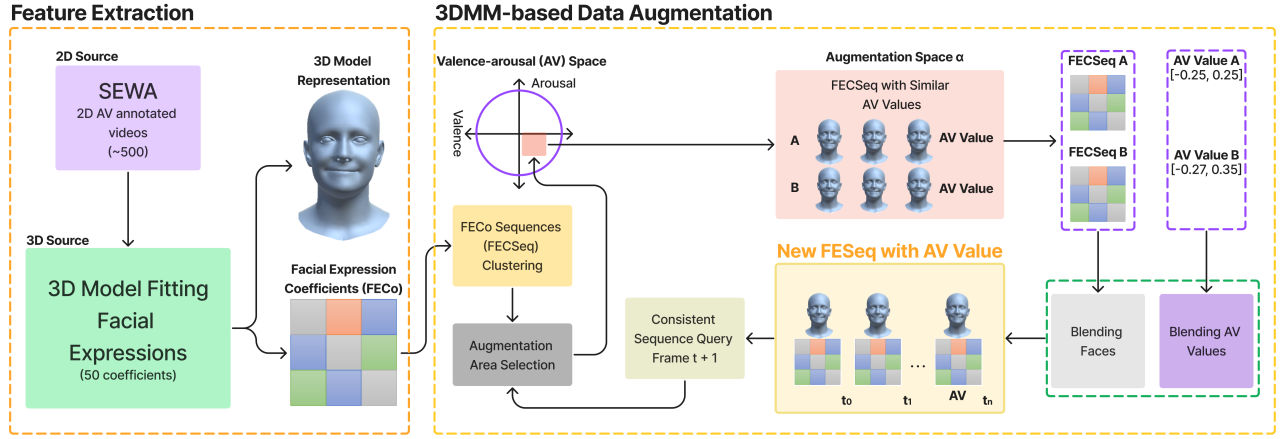 Feature Extraction
2D Source
SEWA
2D AV annotated
videos
(~500)
3D Source
3D Model Fitting
Facial
Expressions
(50 coefficients)
3D Model
Representation
Facial Expression
Coefficients (FECo)
3DMM-based Data Augmentation
Valence-arousal (AV) Space
Arousal
Valence
FECo Sequences
(FECSeq)
Clustering
Augmentation
Area Selection
Augmentation Space α
FECSeq with Similar
AV Values
A
AV Value
B
AV Value
FECSeq A
FECSeq B
AV Value A
[-0.25, 0.25]
AV Value B
[-0.27, 0.35]
Blending
Faces
Blending AV
Values
New FESeq with AV Value
...
AV
t0
t1
tn
Consistent
Sequence Query
Frame t + 1